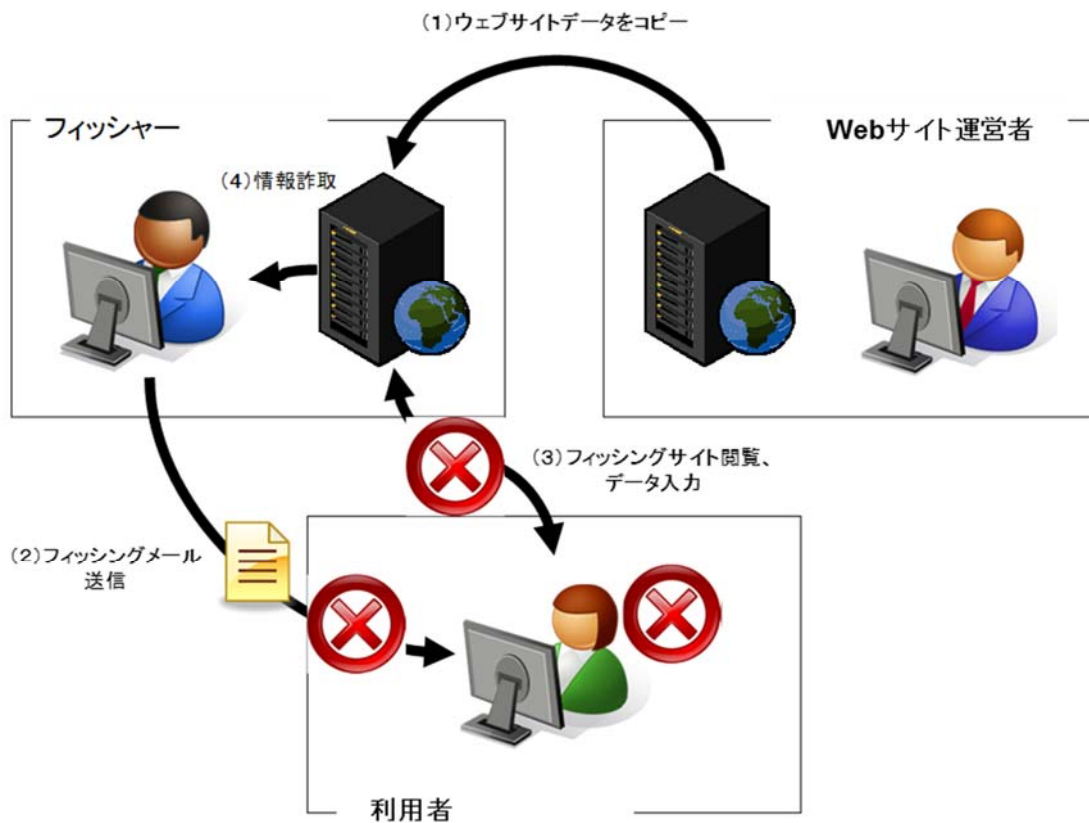 (1)ウェブサイトデータをコピー
フィッシャー
Webサイト運営者
(4)情報詐取
(3)フィッシングサイト閲覧、
データ入力
(2)フィッシングメール
送信
利用者